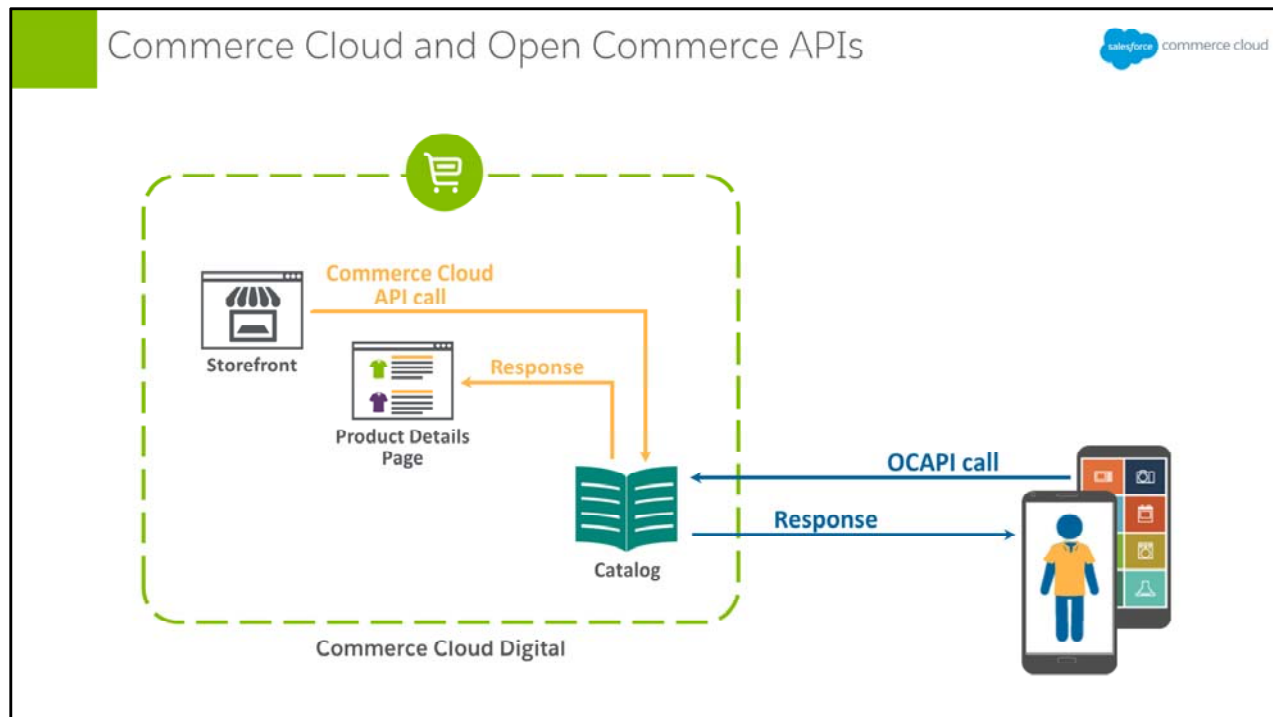 Commerce Cloud and Open Commerce APIs
salesforce commerce cloud
Commerce Cloud
API call
Storefront
Response
Product Details
Page
OCAPI call
Response
Catalog
Commerce Cloud Digital